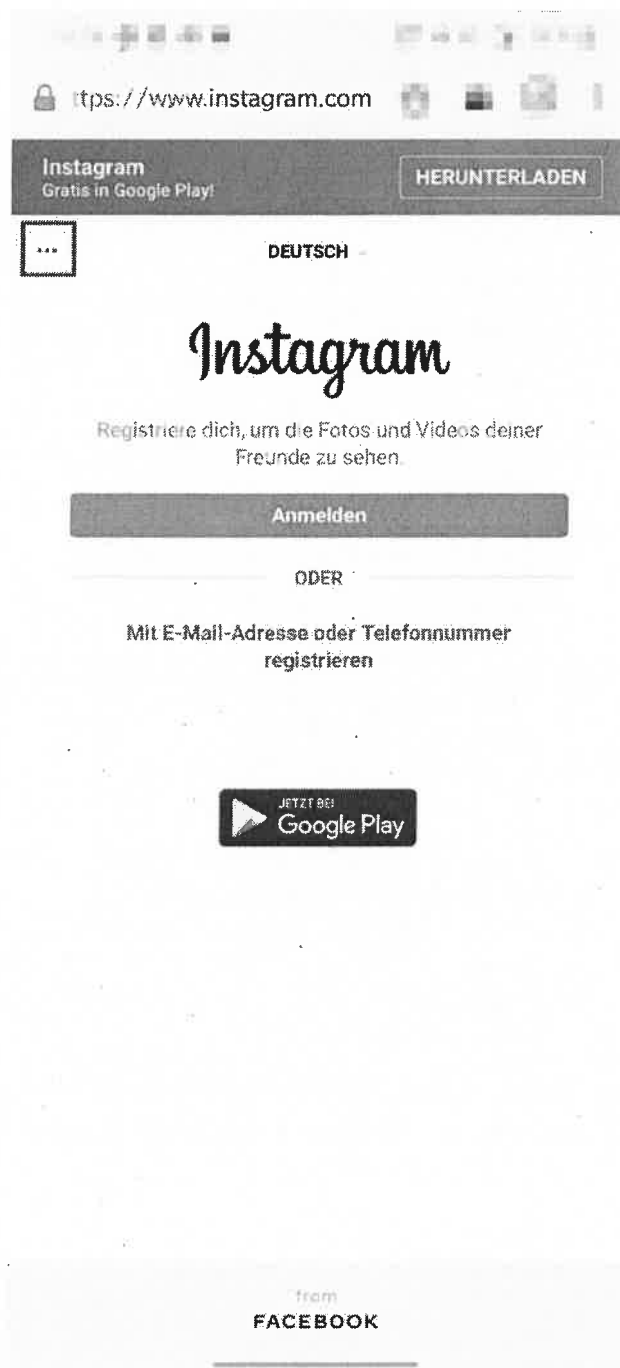 ttps://www.instagram.com
Instagram
Gratis in Google Play!
HERUNTERLADEN
...
DEUTSCH
Instagram
Registriere dich, um die Fotos und Videos deiner
Freunde zu sehen.
Anmelden
ODER
Mit E-Mail-Adresse oder Telefonnummer
registrieren
JETZT BEI
Google Play
from
FACEBOOK